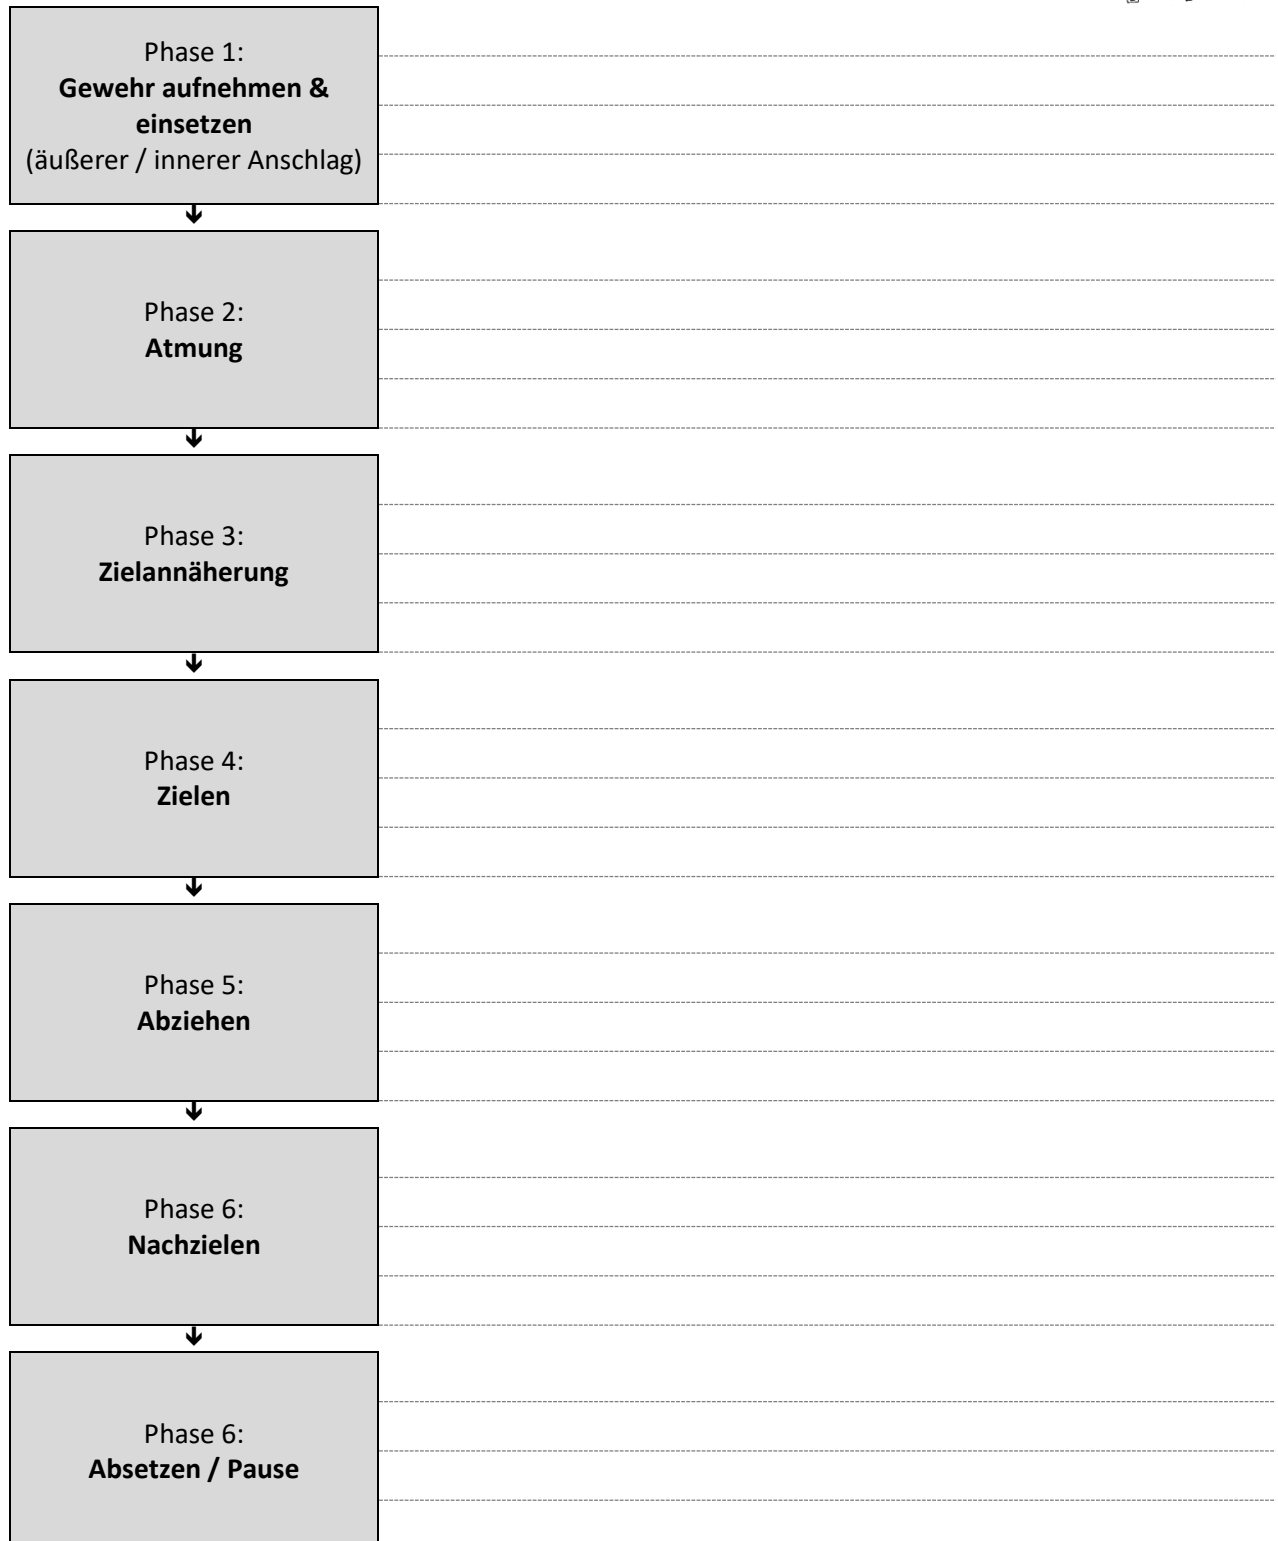 Phase 1:
Gewehr aufnehmen &
einsetzen
(äußerer / innerer Anschlag)
Phase 2:
Atmung
Phase 3:
Zielannäherung
Phase 4:
Zielen
Phase 5:
Abziehen
Phase 6:
Nachzielen
Phase 6:
Absetzen / Pause